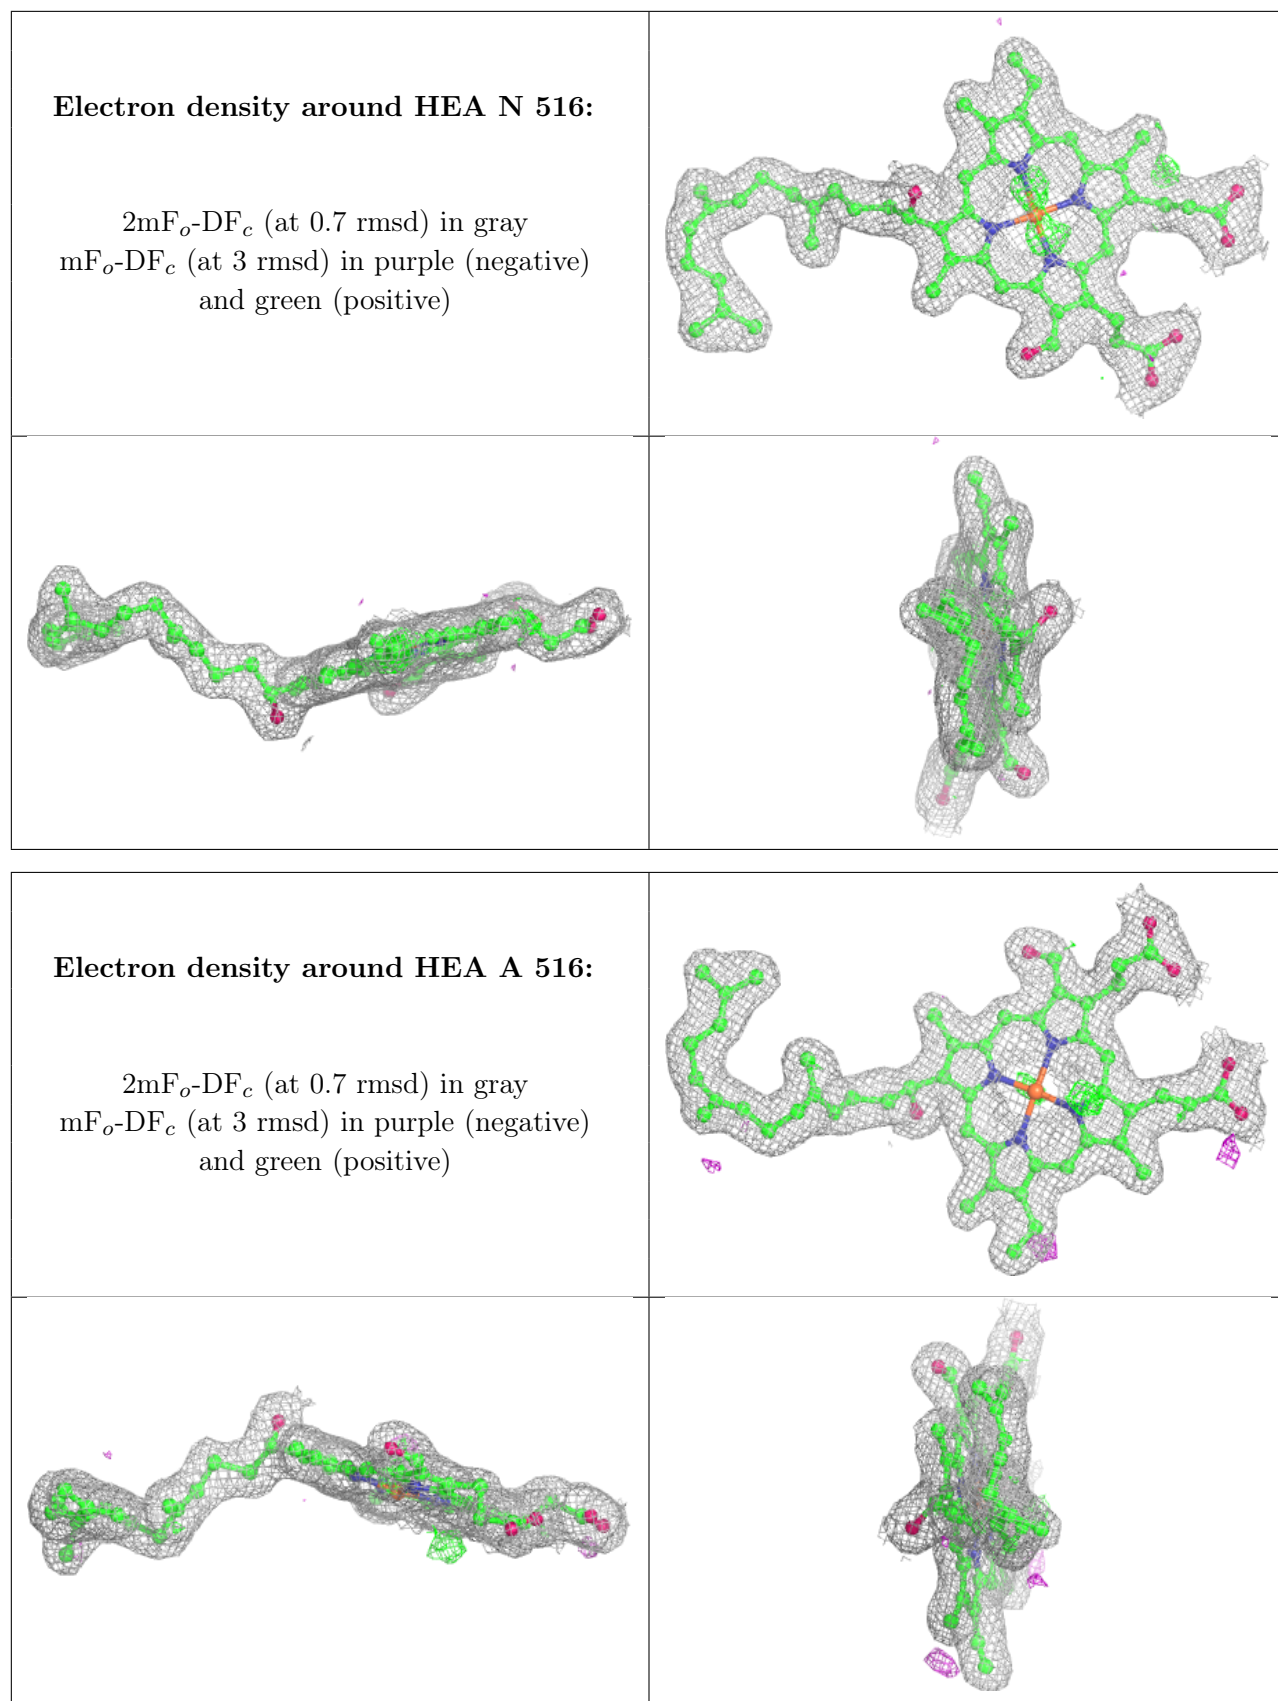 Electron density around HEA N 516:
2mFo-DFc (at 0.7 rmsd) in gray
mFo-DFc (at 3 rmsd) in purple (negative)
and green (positive)
Electron density around HEA A 516:
2mFo-DFc (at 0.7 rmsd) in gray
mFo-DFc (at 3 rmsd) in purple (negative)
and green (positive)